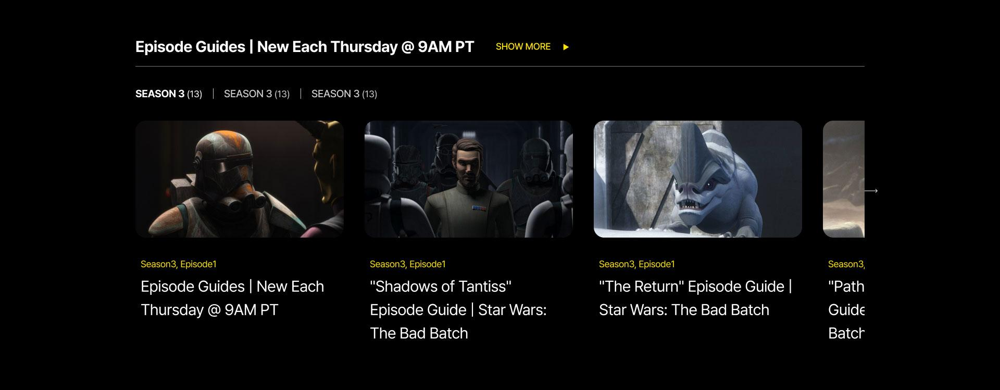 Episode Guides | New Each Thursday @ 9AM PT
SHOW MORE
SEASON 3 (13) | SEASON 3 (13) | SEASON 3 (13)
Season3, Episode1
Episode Guides | New Each
Thursday @ 9AM PT
Season3, Episode1
"Shadows of Tantiss"
Episode Guide | Star Wars:
The Bad Batch
Season3, Episode1
"The Return" Episode Guide |
Star Wars: The Bad Batch
Season3,
"Path
Guide
Batch